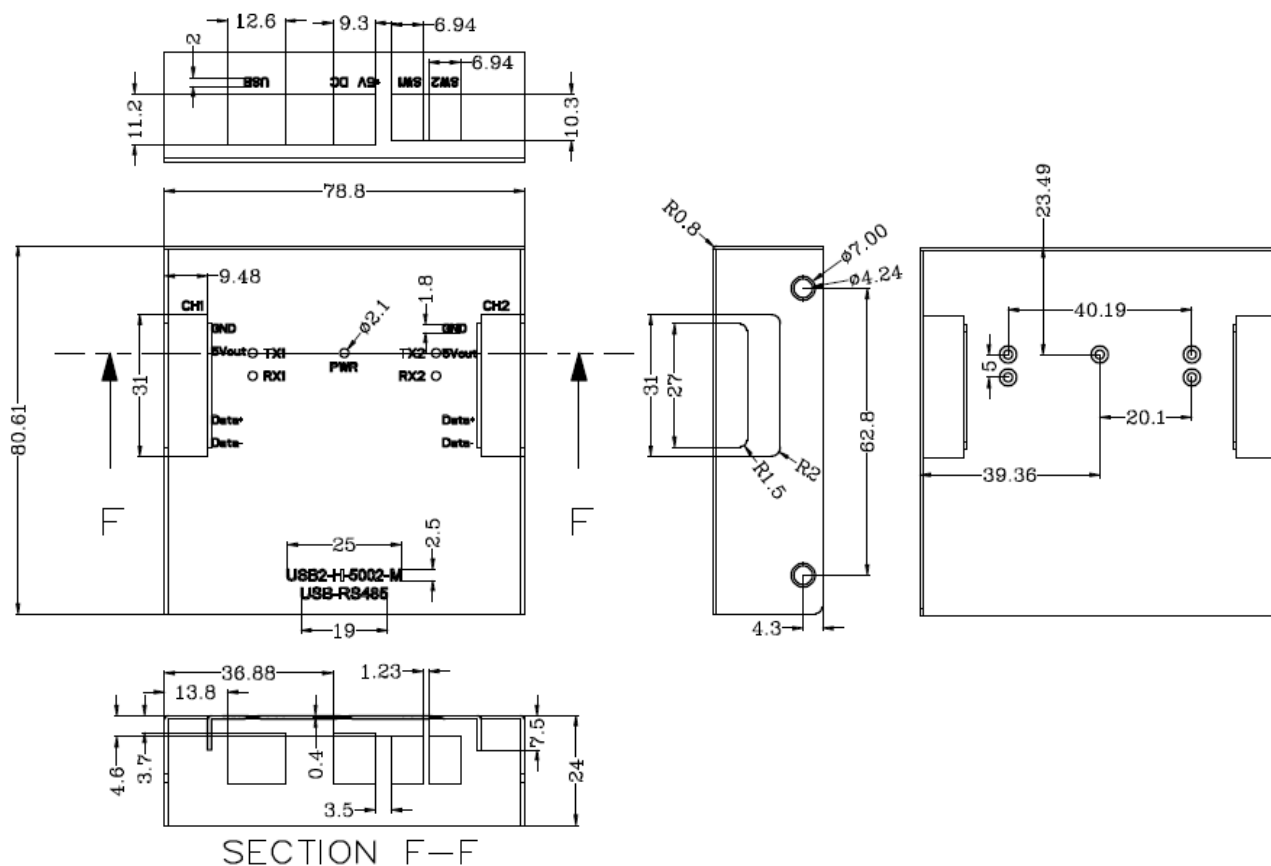 12.6
9.3
6.94
2
USB
+5V DC
SW1
SW2
6.94
11.2
10.3
78.8
9.48
CH1
CH2
GND
1.8
GND
ø2.1
5Vout
TX1
PWR
TX2
5Vout
RX1
RX2
31
Data+
Data+
Data-
Data-
80.61
F
F
25
2.5
USB2-H-5002-M
USB-RS485
19
R0.8
ø7.00
ø4.24
31
27
62.8
R1.5
R2
4.3
23.49
40.19
5
20.1
39.36
36.88
1.23
13.8
4.6
3.7
0.4
7.5
24
3.5
SECTION F-F